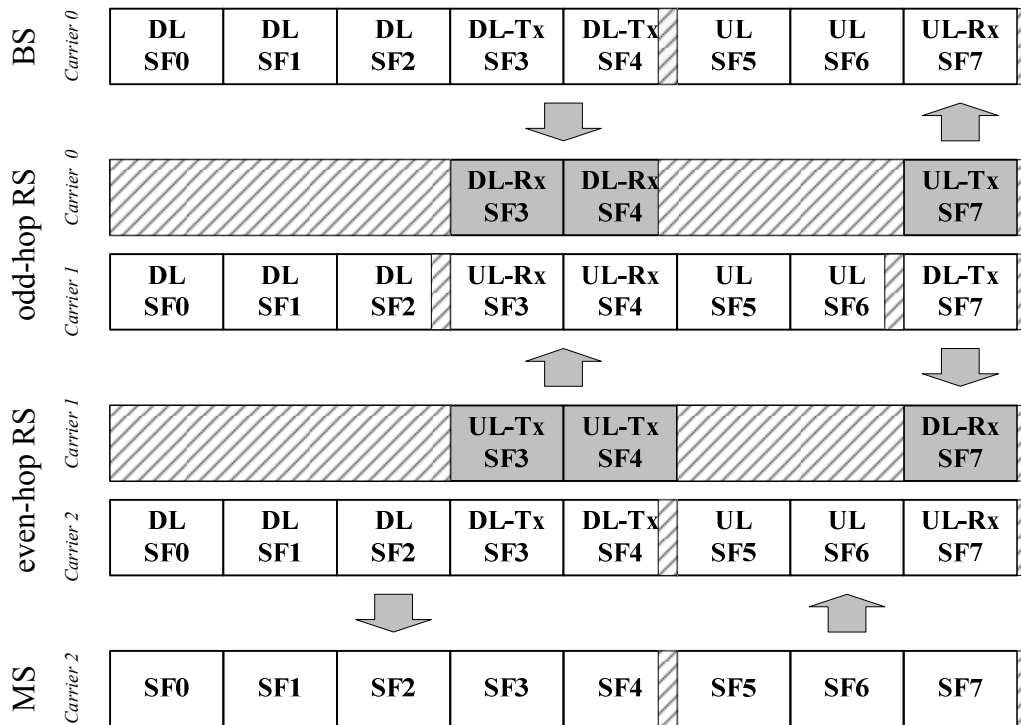 BS
Carrier 0
DL DL DL DL-Tx DL-Tx UL UL UL-Rx
SF0 SF1 SF2 SF3 SF4 SF5 SF6 SF7
odd-hop RS
Carrier 0
DL-Rx DL-Rx UL-Tx
SF3 SF4 SF7
Carrier 1
DL DL DL UL-Rx UL-Rx UL UL DL-Tx
SF0 SF1 SF2 SF3 SF4 SF5 SF6 SF7
even-hop RS
Carrier 1
UL-Tx UL-Tx DL-Rx
SF3 SF4 SF7
Carrier 2
DL DL DL DL-Tx DL-Tx UL UL UL-Rx
SF0 SF1 SF2 SF3 SF4 SF5 SF6 SF7
MS
Carrier 2
SF0 SF1 SF2 SF3 SF4 SF5 SF6 SF7